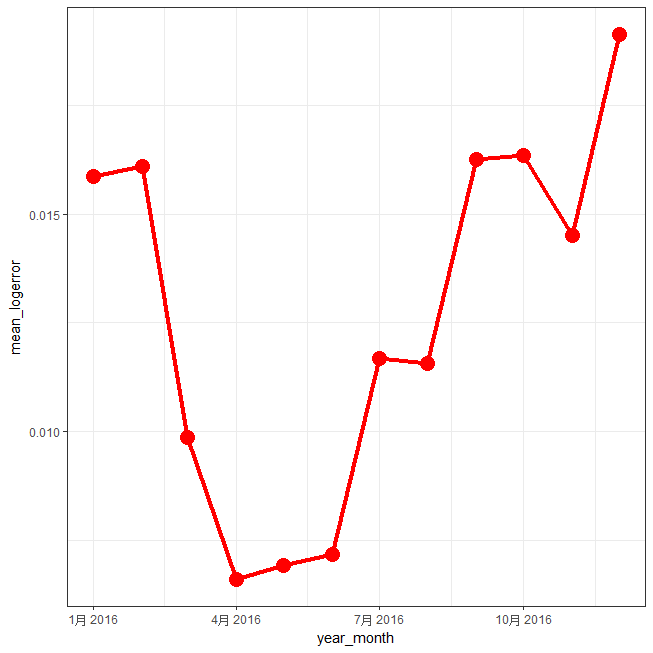 mean_logerror
0.015
0.010
1月 2016
4月 2016
7月 2016
10月 2016
year_month